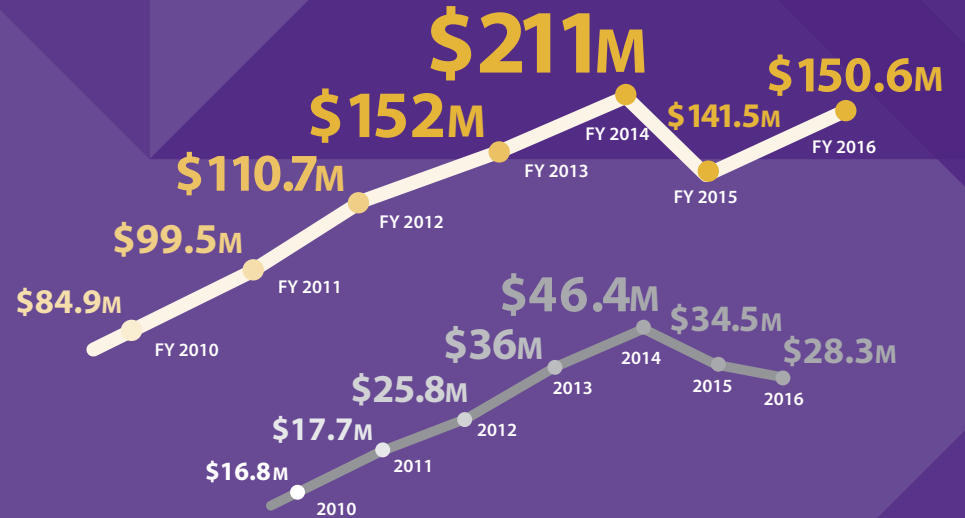 $84.9M
FY 2010
$99.5M
FY 2011
$110.7M
FY 2012
$152M
FY 2013
$211M
FY 2014
$141.5M
FY 2015
$150.6M
FY 2016
$16.8M
2010
$17.7M
2011
$25.8M
2012
$36M
2013
$46.4M
2014
$34.5M
2015
$28.3M
2016